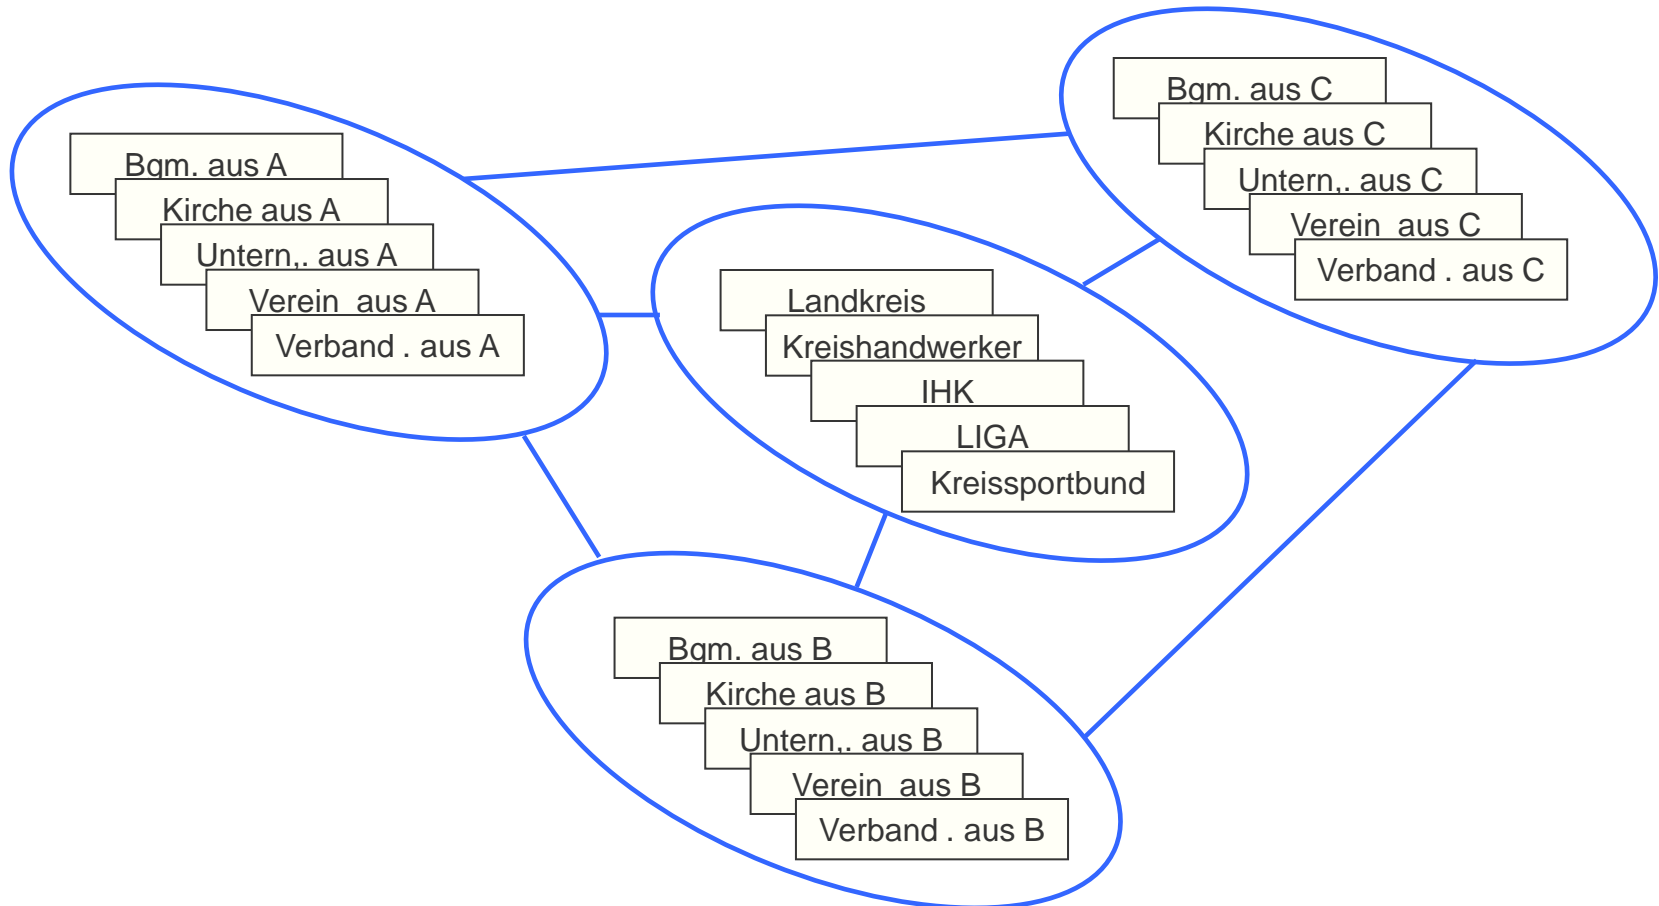 Bgm. aus A
Kirche aus A
Untern,. aus A
Verein  aus A
Verband . aus A
Bgm. aus C
Kirche aus C
Untern,. aus C
Verein  aus C
Verband . aus C
Landkreis
Kreishandwerker
IHK
LIGA
Kreissportbund
Bgm. aus B
Kirche aus B
Untern,. aus B
Verein  aus B
Verband . aus B